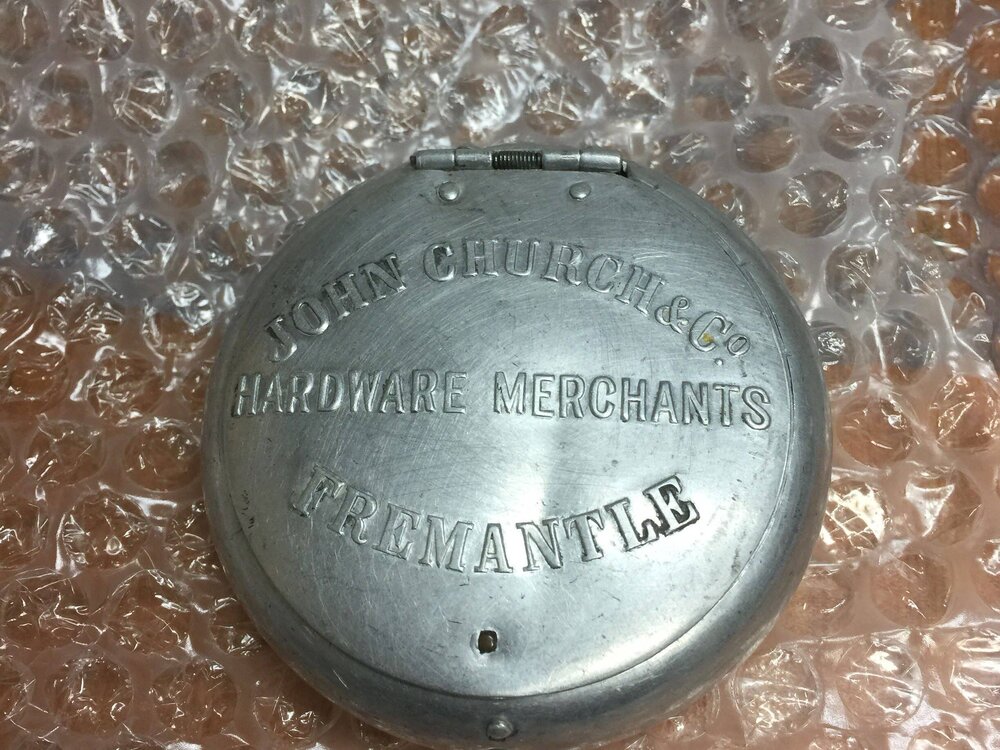 JOHN CHURCH & Co.
HARDWARE MERCHANTS
FREMANTLE